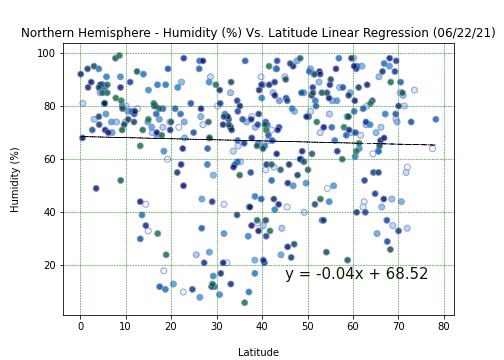 Northern Hemisphere - Humidity (%) Vs. Latitude Linear Regression (06/22/21)
100
80
60
40
20
Humidity (%)
y = -0.04x + 68.52
0 10 20 30 40 50 60 70 80
Latitude